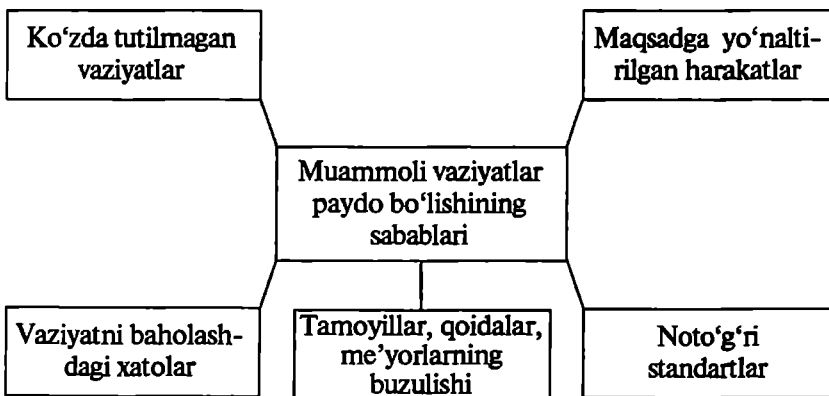 Ko‘zda tutilmagan
vaziyatlar
Maqsadga yo‘nalti-
rilgan harakatlar
Muammoli vaziyatlar
paydo bo‘lishining
sabablari
Vaziyatni baholash-
dagi xatolar
Tamoyillar, qoidalar,
me’yorlarning
buzulishi
Noto‘g‘ri
standartlar